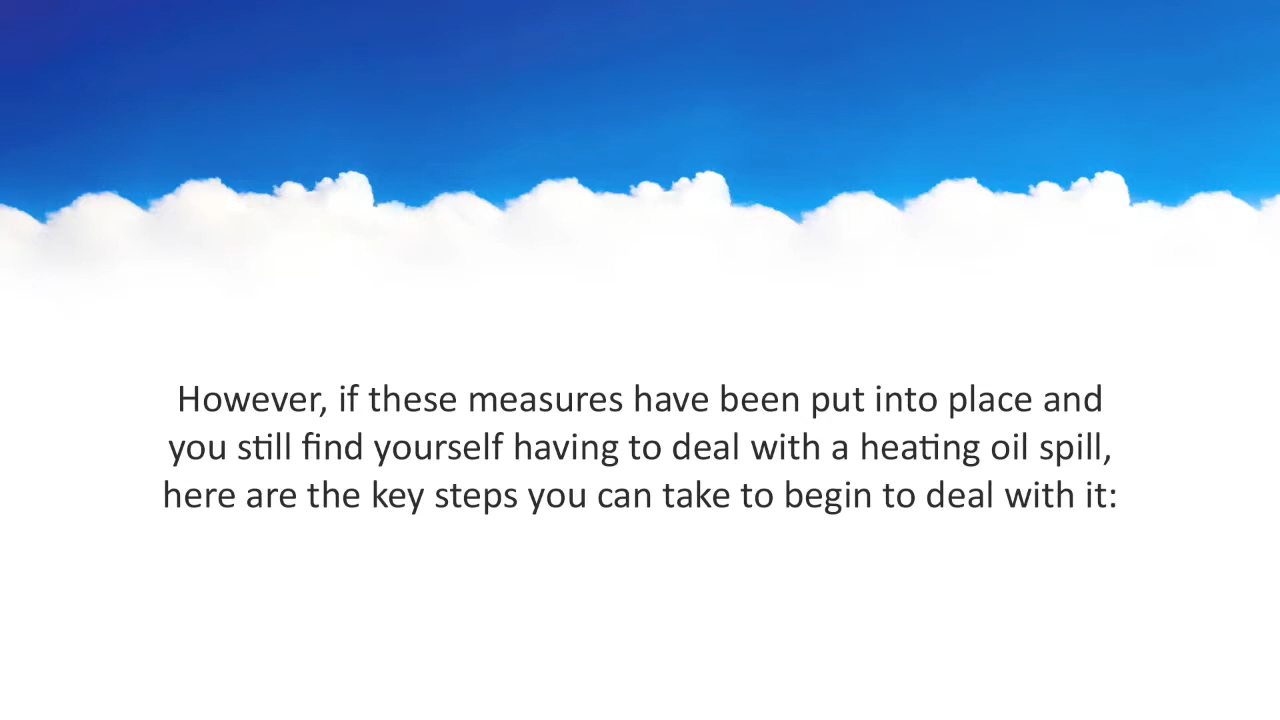 However, if these measures have been put into place and
you still find yourself having to deal with a heating oil spill,
here are the key steps you can take to begin to deal with it: